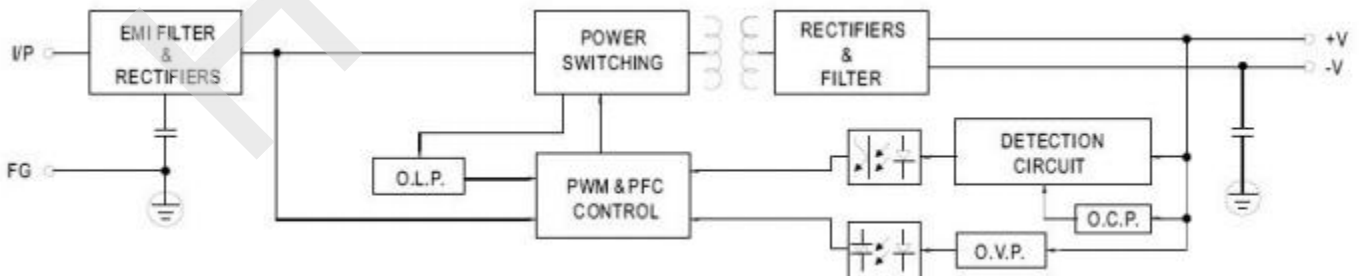 I/P
EMI FILTER
&
RECTIFIERS
POWER
SWITCHING
RECTIFIERS
&
FILTER
+V
-V
FG
O.L.P.
PWM & PFC
CONTROL
DETECTION
CIRCUIT
O.C.P.
O.V.P.